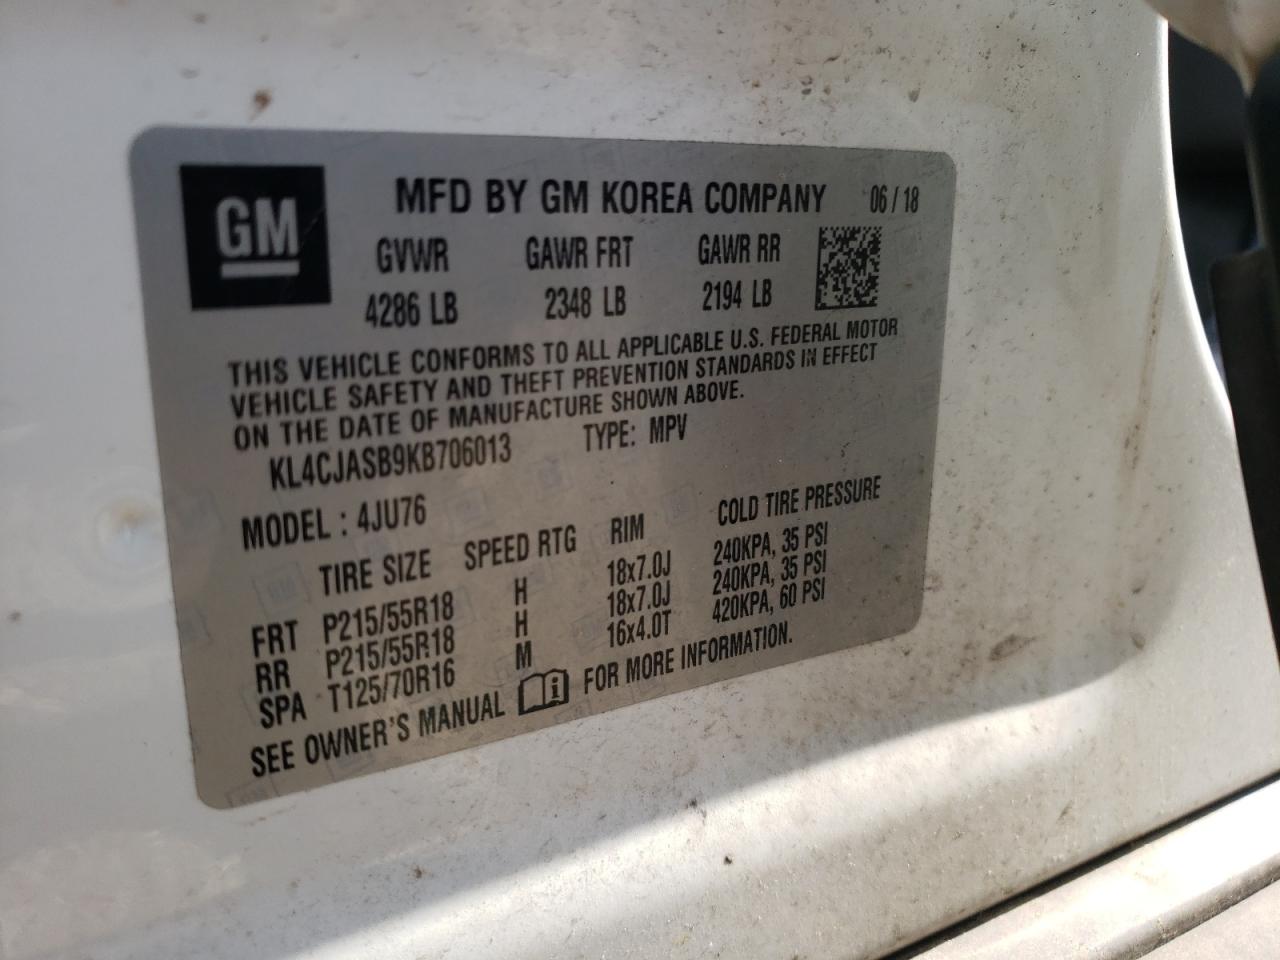 GM
MFD BY GM KOREA COMPANY 06 / 18
GVWR GAWR FRT GAWR RR
4286 LB 2348 LB 2194 LB
THIS VEHICLE CONFORMS TO ALL APPLICABLE U.S. FEDERAL MOTOR
VEHICLE SAFETY AND THEFT PREVENTION STANDARDS IN EFFECT
ON THE DATE OF MANUFACTURE SHOWN ABOVE.
KL4CJASB9KB706013 TYPE: MPV
MODEL : 4JU76
TIRE SIZE SPEED RTG RIM COLD TIRE PRESSURE
FRT P215/55R18 H 18x7.0J 240KPA, 35 PSI
RR P215/55R18 H 18x7.0J 240KPA, 35 PSI
SPA T125/70R16 M 16x4.0T 420KPA, 60 PSI
SEE OWNER'S MANUAL FOR MORE INFORMATION.